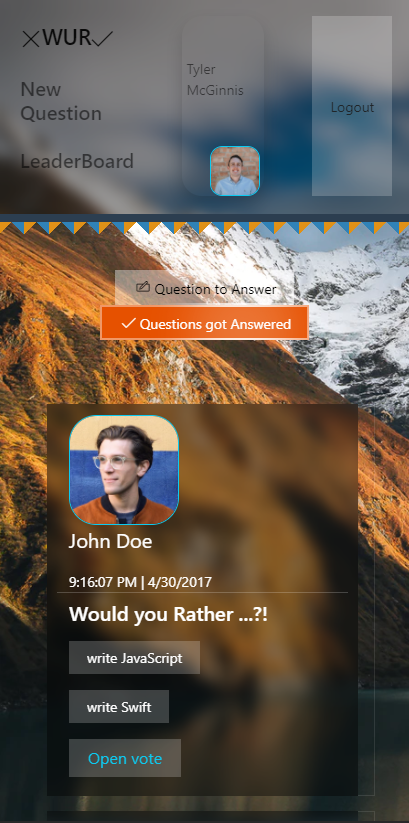 WUR
New
Question
LeaderBoard
Tyler
McGinnis
Logout
Question to Answer
Questions got Answered
John Doe
9:16:07 PM | 4/30/2017
Would you Rather ...?!
write JavaScript
write Swift
Open vote